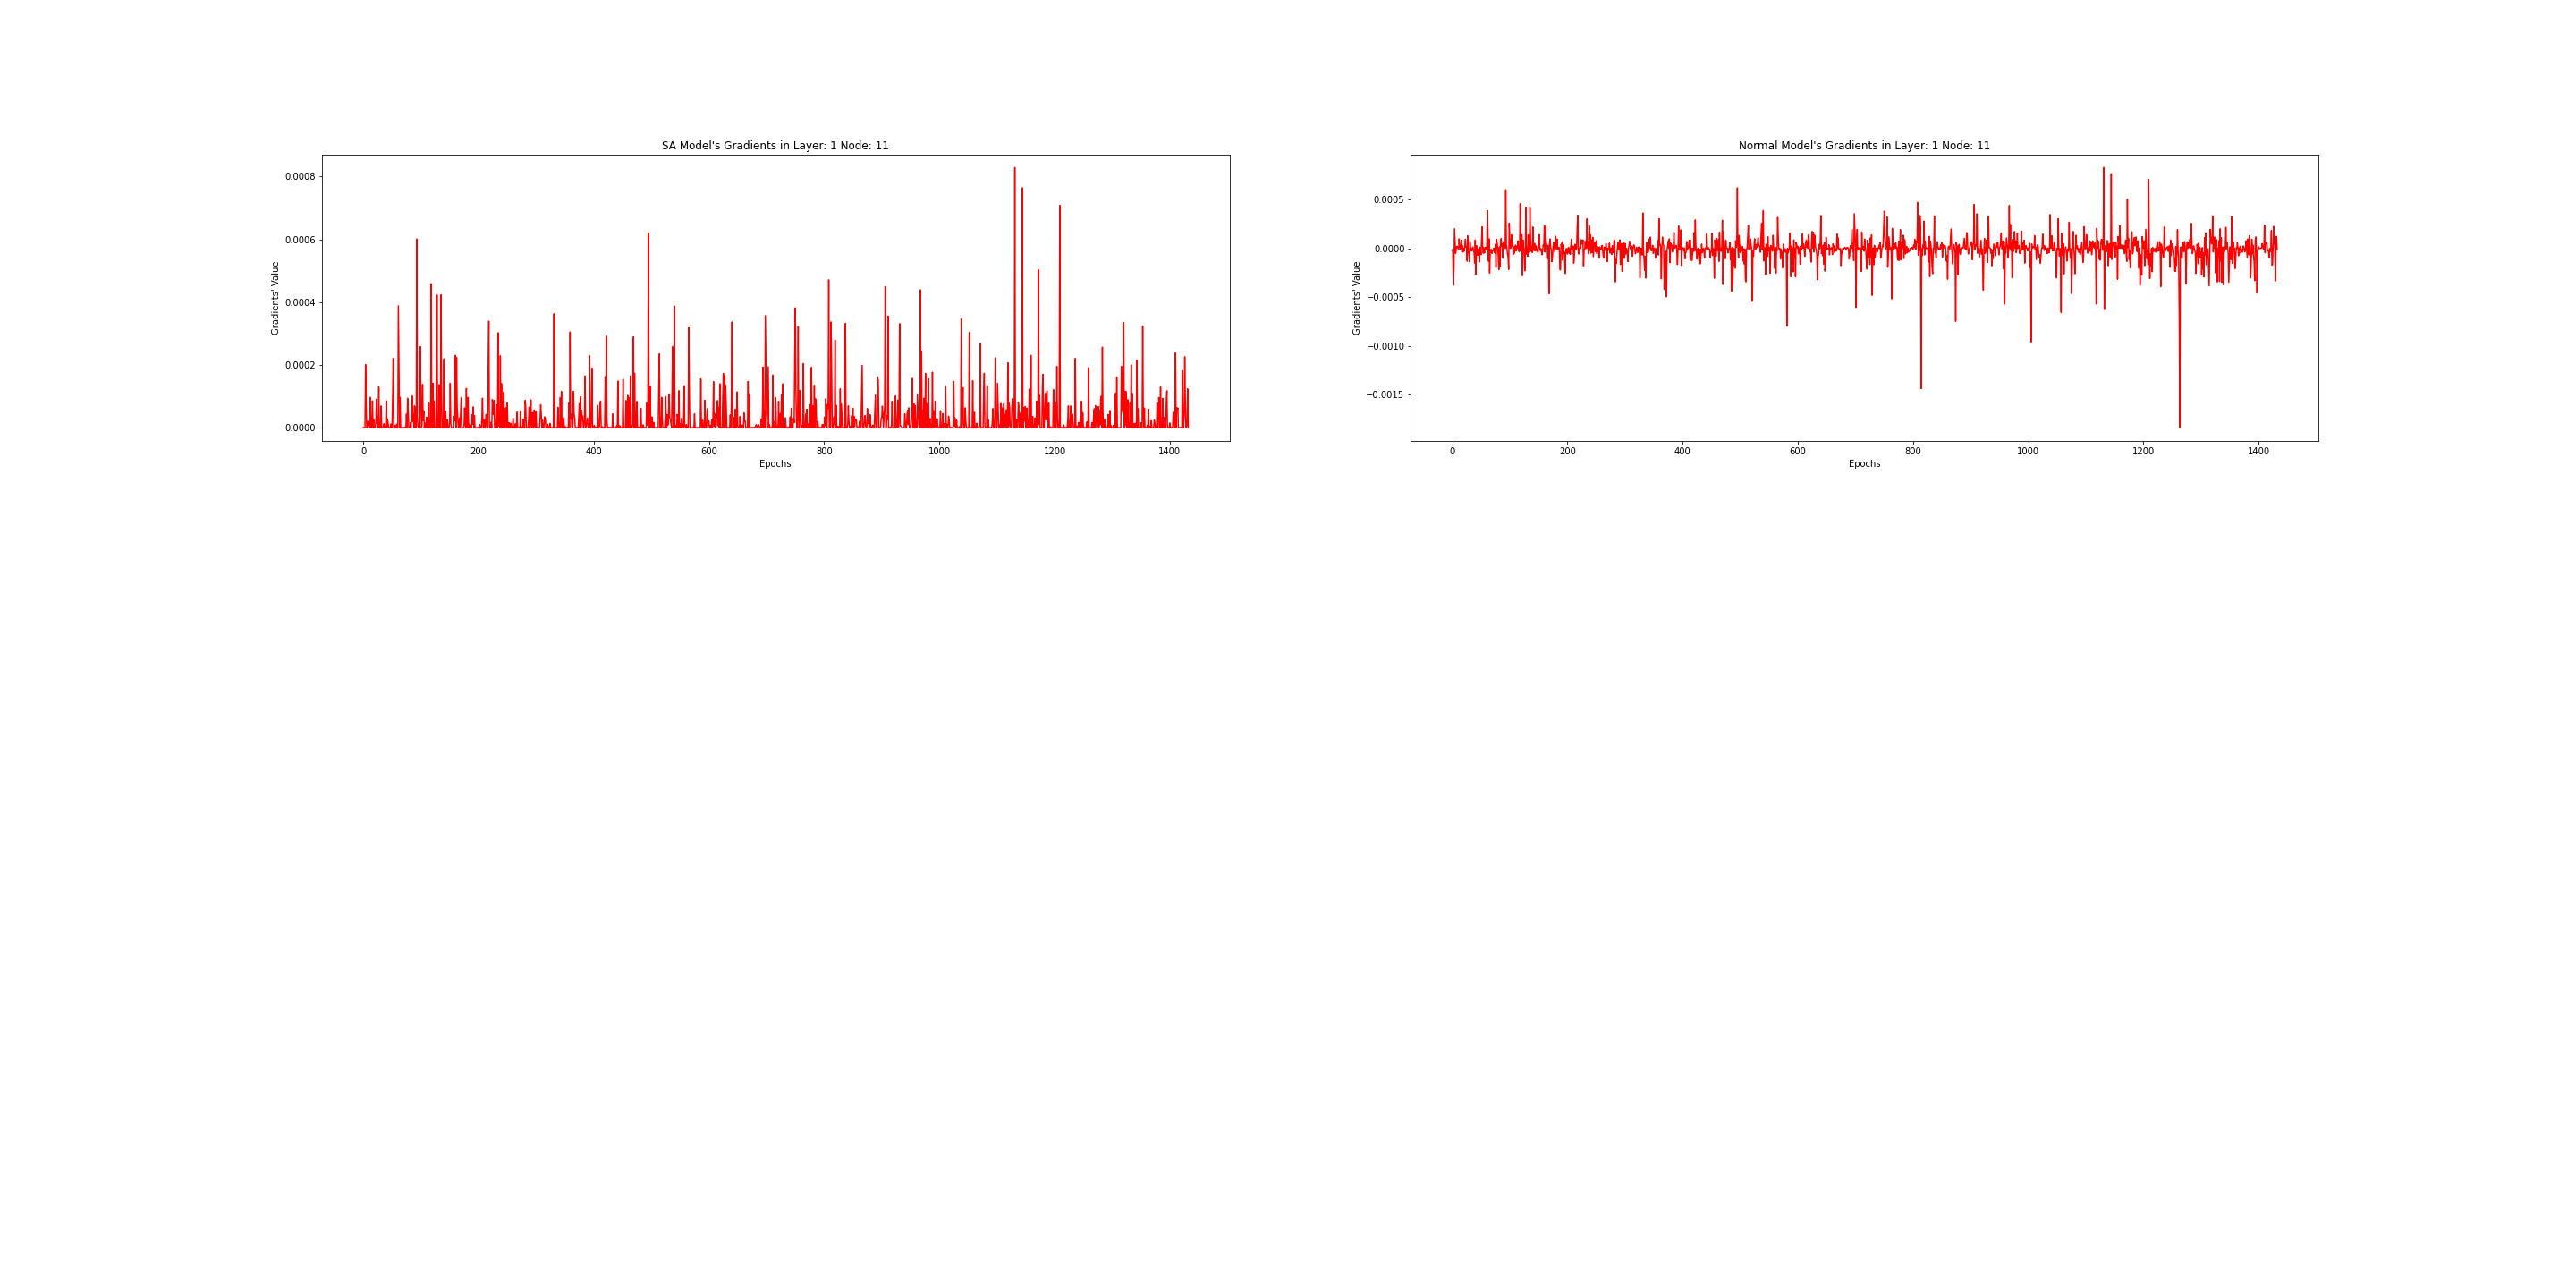 SA Model's Gradients in Layer: 1 Node: 11
0.0008
0.0006
0.0004
0.0002
0.0000
Gradients' Value
0 200 400 600 800 1000 1200 1400
Epochs
Normal Model's Gradients in Layer: 1 Node: 11
0.0005
0.0000
−0.0005
−0.0010
−0.0015
Gradients' Value
0 200 400 600 800 1000 1200 1400
Epochs